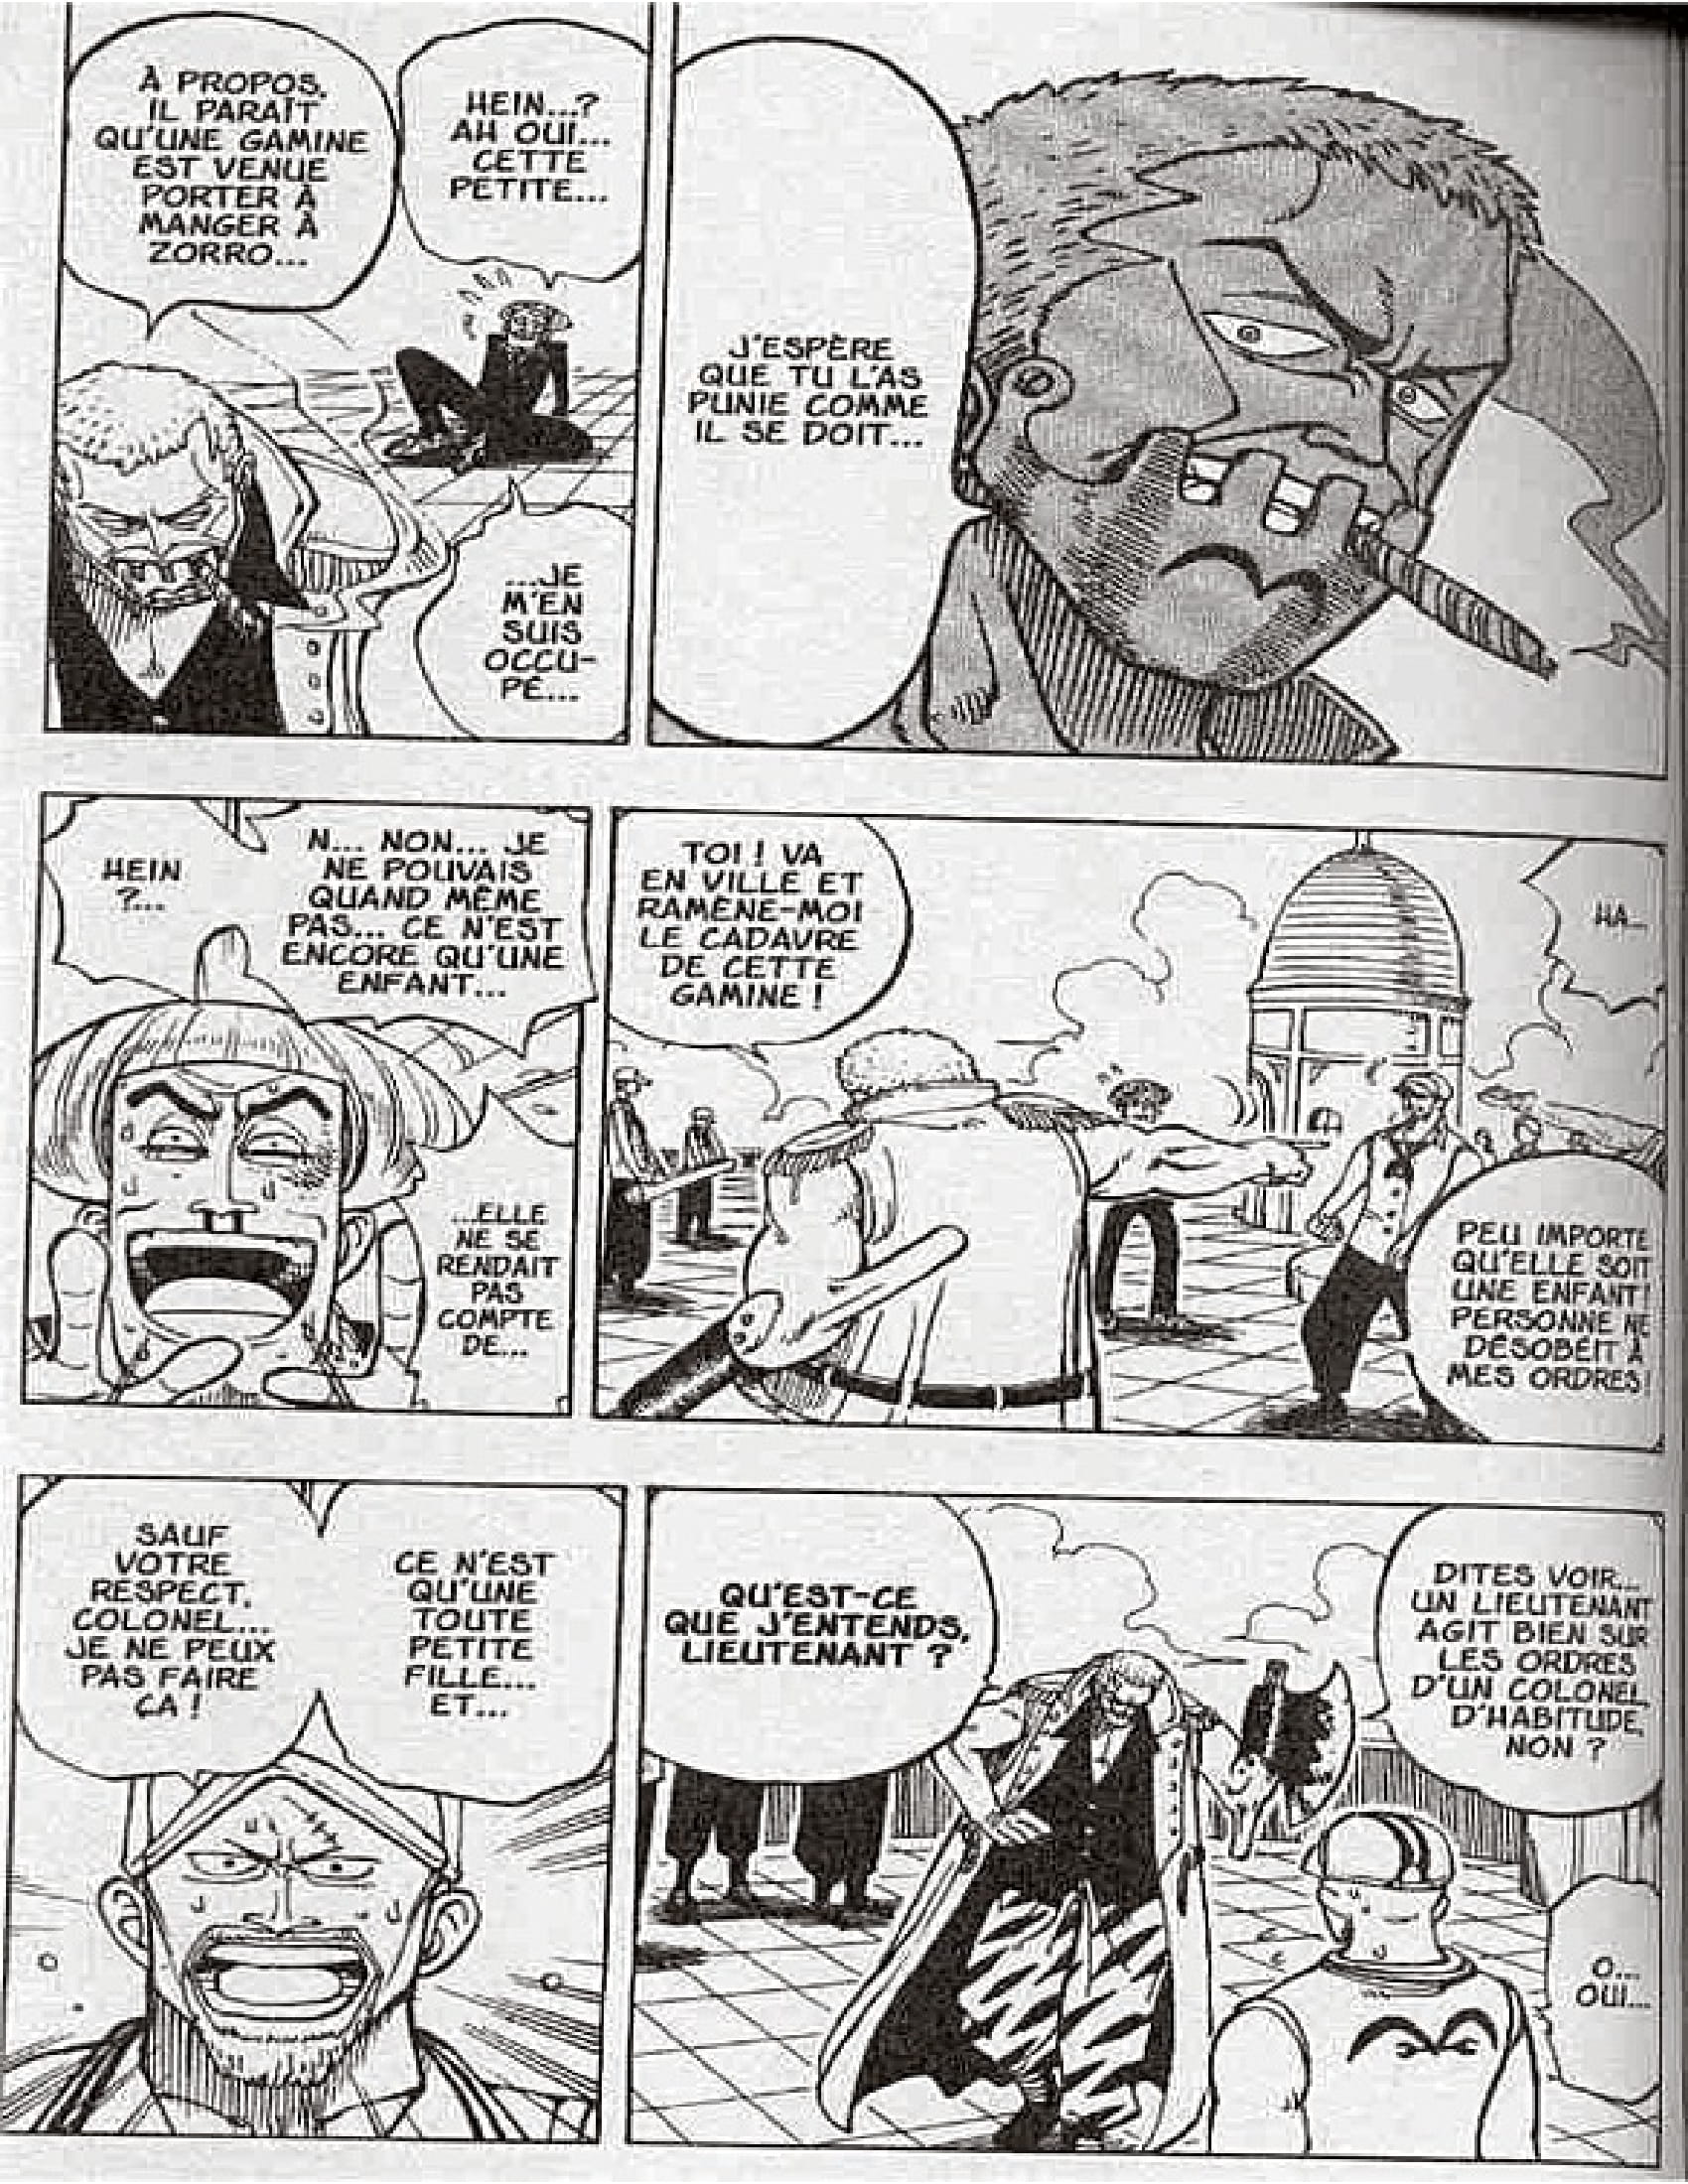 À PROPOS,
IL PARAÎT
QU'UNE GAMINE
EST VENUE
PORTER À
MANGER À
ZORRO...
HEIN...?
AH OUI...
CETTE
PETITE...
...JE
M'EN
SUIS
OCCU-
PÉ...
J'ESPÈRE
QUE TU L'AS
PUNIE COMME
IL SE DOIT...
HEIN
?...
N... NON... JE
NE POUVAIS
QUAND MÊME
PAS... CE N'EST
ENCORE QU'UNE
ENFANT...
...ELLE
NE SE
RENDAIT
PAS
COMPTE
DE...
TOI ! VA
EN VILLE ET
RAMÈNE-MOI
LE CADAVRE
DE CETTE
GAMINE !
HA...
PEU IMPORTE
QU'ELLE SOIT
UNE ENFANT!
PERSONNE NE
DÉSOBÉIT À
MES ORDRES!
SAUF
VOTRE
RESPECT,
COLONEL...
JE NE PEUX
PAS FAIRE
ÇA !
CE N'EST
QU'UNE
TOUTE
PETITE
FILLE...
ET...
QU'EST-CE
QUE J'ENTENDS,
LIEUTENANT ?
DITES VOIR...
UN LIEUTENANT
AGIT BIEN SUR
LES ORDRES
D'UN COLONEL,
D'HABITUDE,
NON ?
O...
OUI...